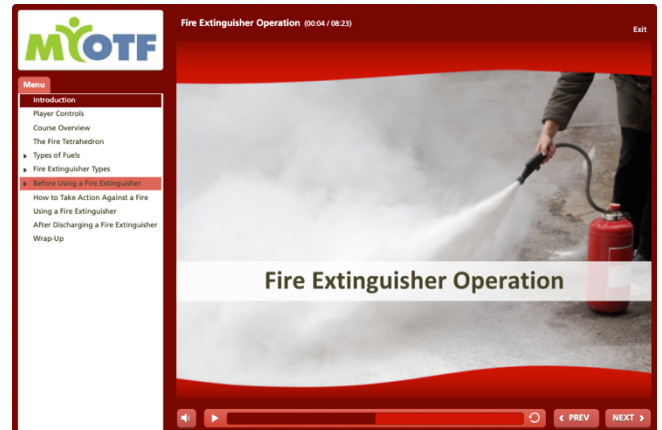 MYOTF
Fire Extinguisher Operation (00:04 / 08:23)
Exit
Menu
Introduction
Player Controls
Course Overview
The Fire Tetrahedron
Types of Fuels
Fire Extinguisher Types
Before Using a Fire Extinguisher
How to Take Action Against a Fire
Using a Fire Extinguisher
After Discharging a Fire Extinguisher
Wrap-Up
Fire Extinguisher Operation
PREV
NEXT